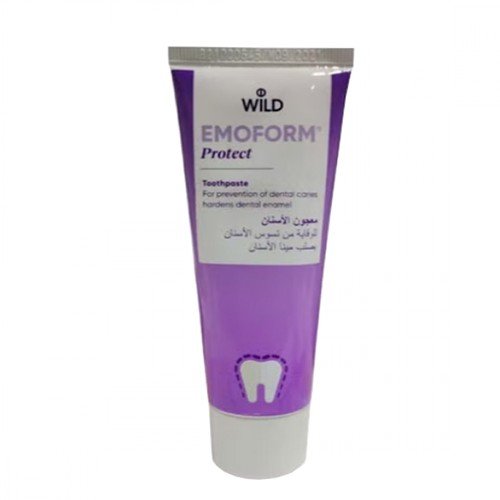 WILD
EMOFORM®
Protect
Toothpaste
For prevention of dental caries
hardens dental enamel
معجون الأسنان
للوقاية من تسوس الأسنان
يصلب مينا الأسنان